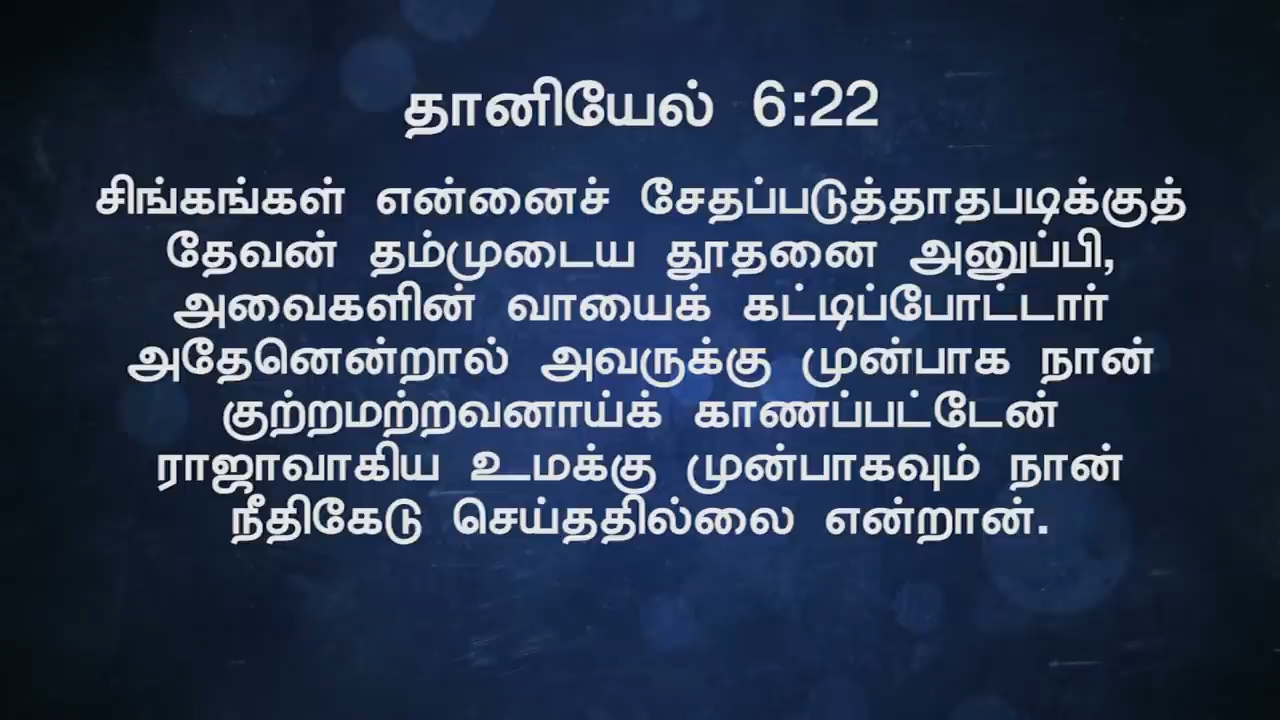 தானியேல் 6:22
சிங்கங்கள் என்னைச் சேதப்படுத்தாதபடிக்குத்
தேவன் தம்முடைய தூதனை அனுப்பி,
அவைகளின் வாயைக் கட்டிப்போட்டார்
அதேனென்றால் அவருக்கு முன்பாக நான்
குற்றமற்றவனாய்க் காணப்பட்டேன்
ராஜாவாகிய உமக்கு முன்பாகவும் நான்
நீதிகேடு செய்ததில்லை என்றான்.